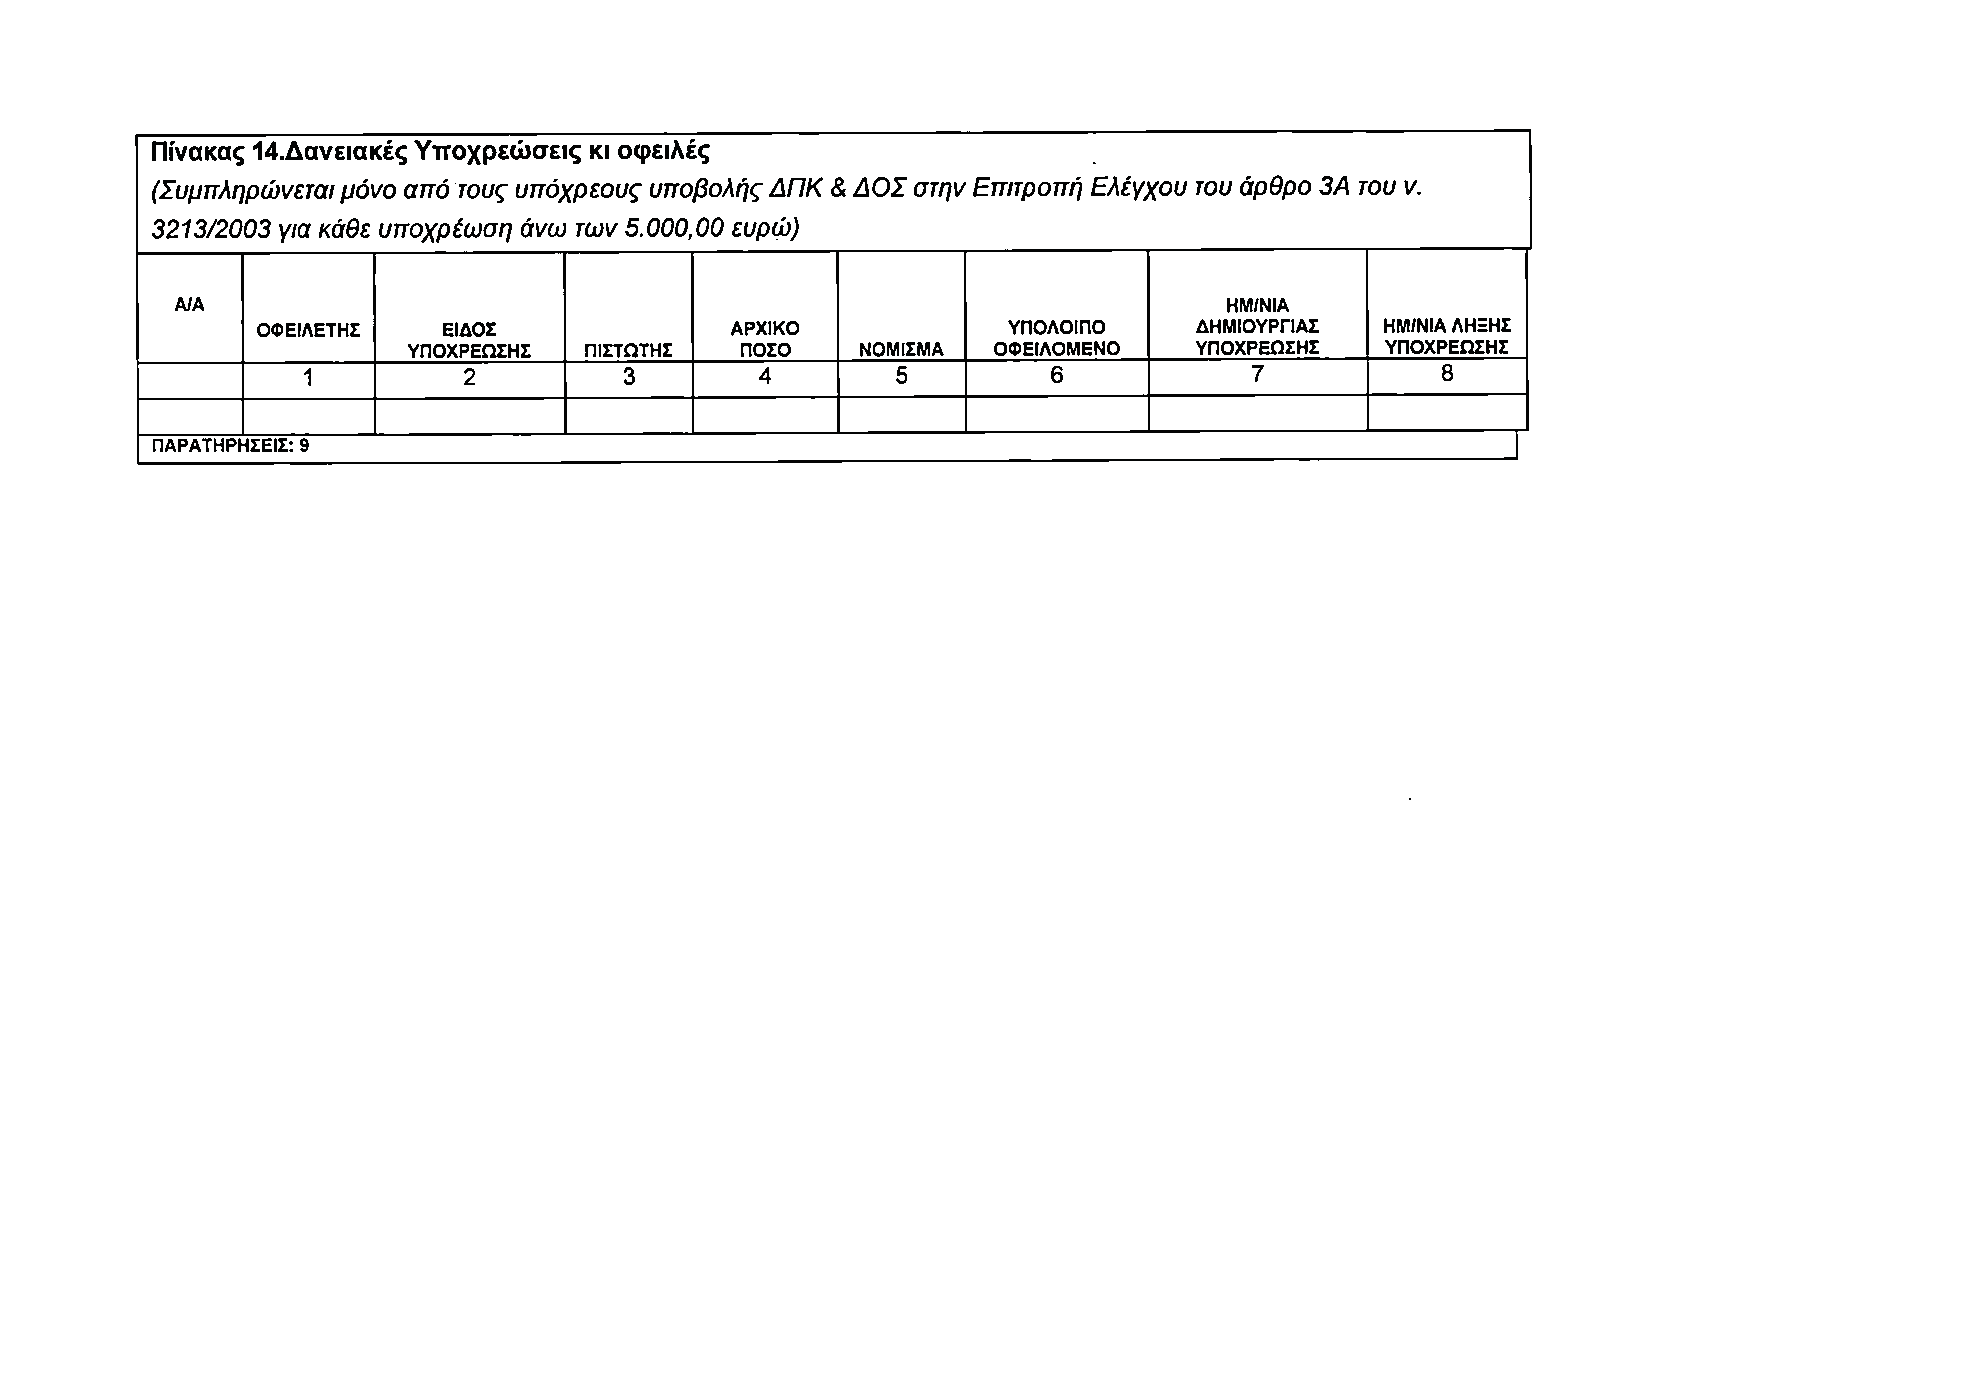 Πίνακας 14.Δανειακές Υποχρεώσεις κι οφειλές
(Συμπληρώνεται μόνο από τους υπόχρεους υποβολής ΔΠΚ & ΔΟΣ στην Επιτροπή Ελέγχου του άρθρο 3Α του ν.
3213/2003 για κάθε υποχρέωση άνω των 5.000,00 ευρώ)
Α/Α
ΟΦΕΙΛΕΤΗΣ
ΕΙΔΟΣ
ΥΠΟΧΡΕΩΣΗΣ
ΠΙΣΤΩΤΗΣ
ΑΡΧΙΚΟ
ΠΟΣΟ
ΝΟΜΙΣΜΑ
ΥΠΟΛΟΙΠΟ
ΟΦΕΙΛΟΜΕΝΟ
ΗΜ/ΝΙΑ
ΔΗΜΙΟΥΡΓΙΑΣ
ΥΠΟΧΡΕΩΣΗΣ
ΗΜ/ΝΙΑ ΛΗΞΗΣ
ΥΠΟΧΡΕΩΣΗΣ
1 2 3 4 5 6 7 8
ΠΑΡΑΤΗΡΗΣΕΙΣ: 9